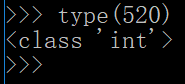 >>> type(520)
<class 'int'>
>>>